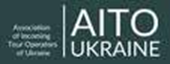 Association
of Incoming
Tour Operators
of Ukraine
AITO
UKRAINE